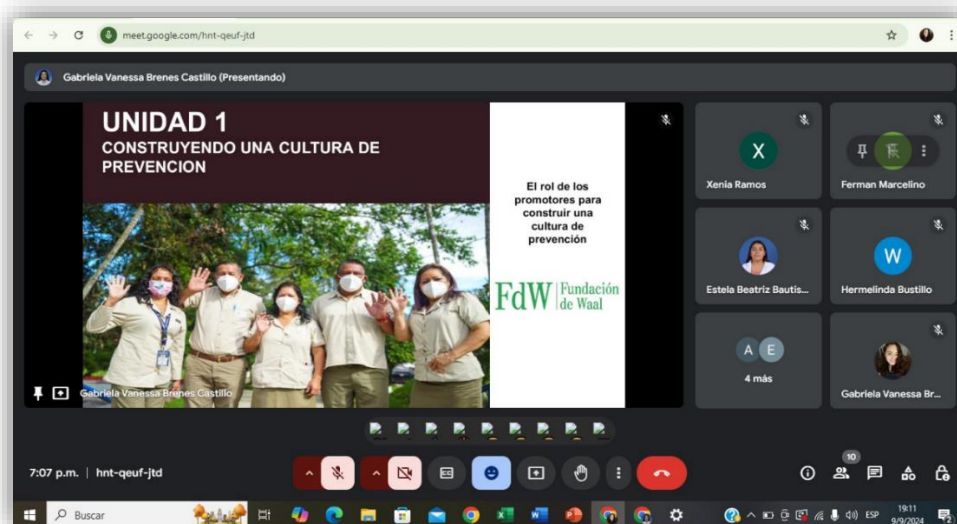 meet.google.com/hnt-qeuf-jtd
Gabriela Vanessa Brenes Castillo (Presentando)
UNIDAD 1
CONSTRUYENDO UNA CULTURA DE
PREVENCION
El rol de los
promotores para
construir una
cultura de
prevención
FdW Fundación
de Waal
Gabriela Vanessa Brenes Castillo
X
Xenia Ramos
Ferman Marcelino
Estela Beatriz Bautis...
W
Hermelinda Bustillo
A E
4 más
Gabriela Vanessa Br...
7:07 p.m. | hnt-qeuf-jtd
10
Buscar
ESP
19:11
9/9/2024